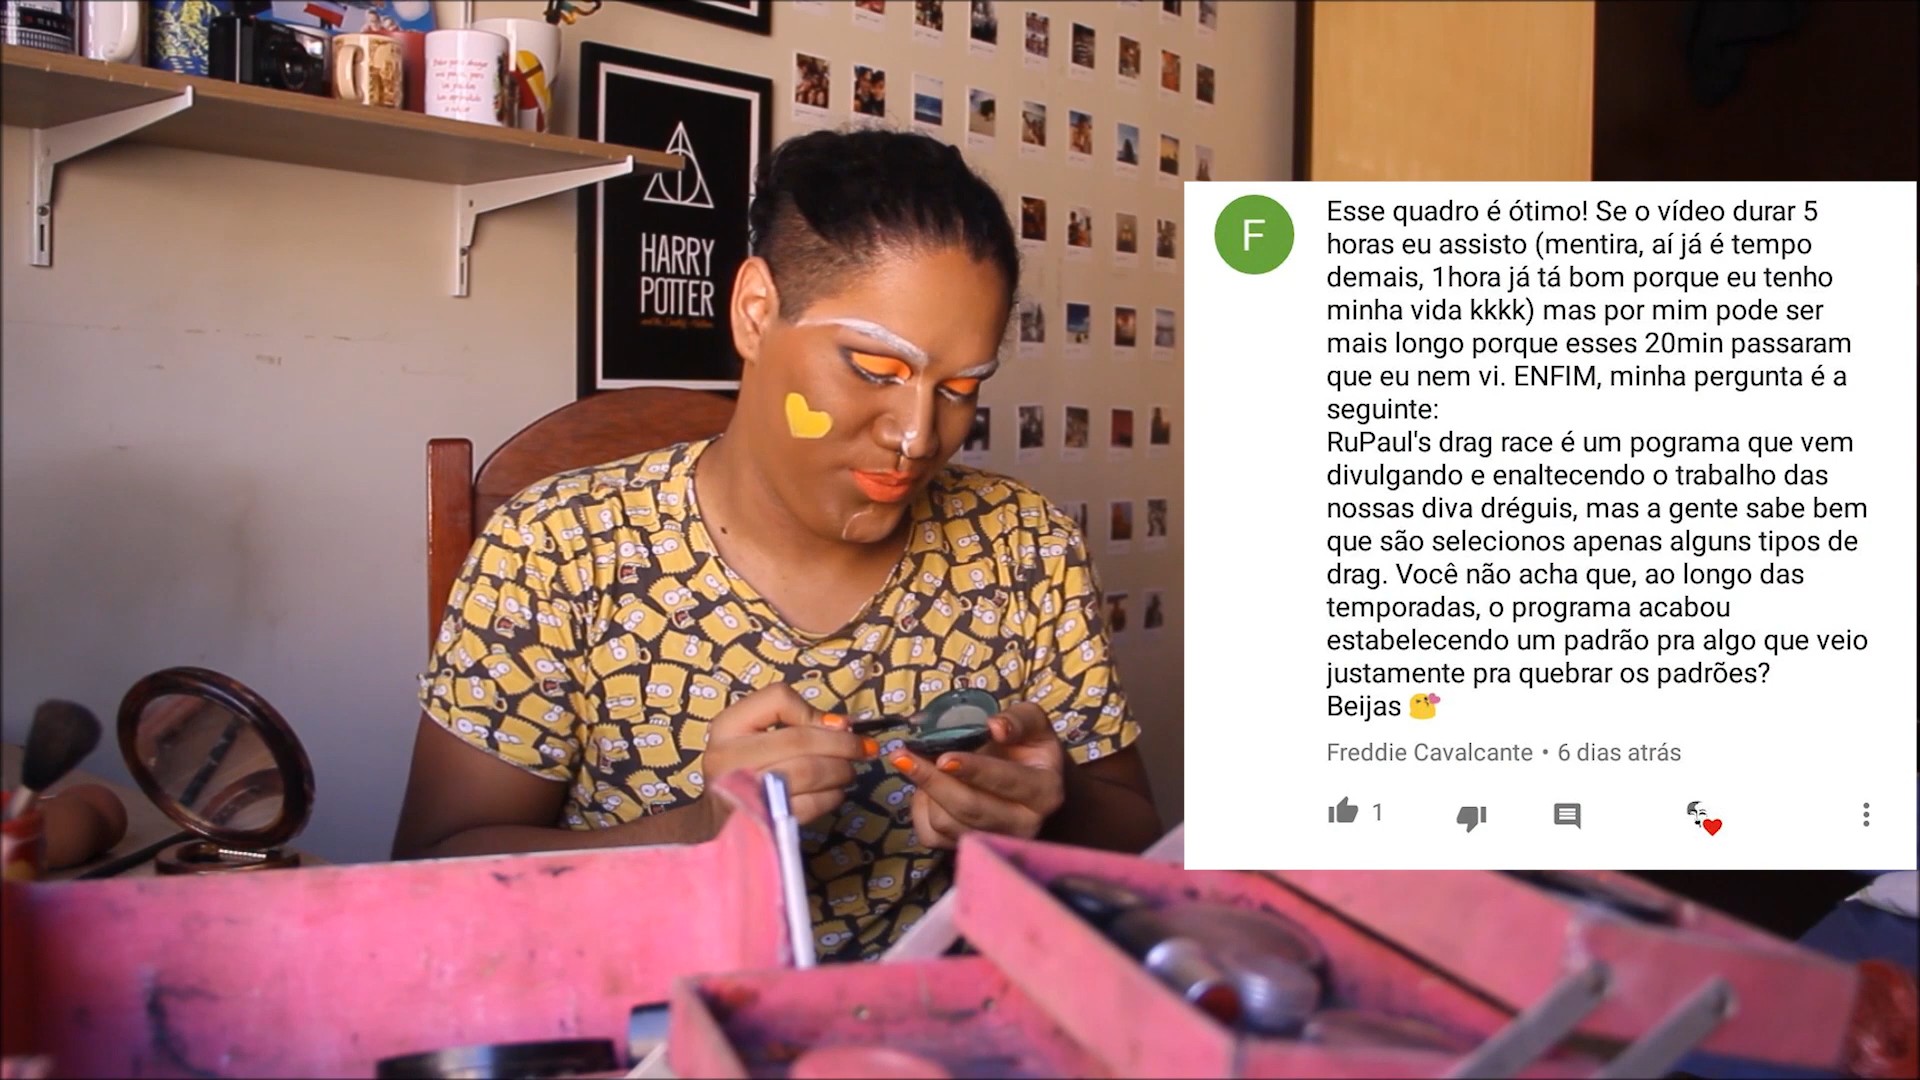 HARRY
POTTER
F
Esse quadro é ótimo! Se o vídeo durar 5
horas eu assisto (mentira, aí já é tempo
demais, 1hora já tá bom porque eu tenho
minha vida kkkk) mas por mim pode ser
mais longo porque esses 20min passaram
que eu nem vi. ENFIM, minha pergunta é a
seguinte:
RuPaul's drag race é um pograma que vem
divulgando e enaltecendo o trabalho das
nossas diva dréguis, mas a gente sabe bem
que são selecionos apenas alguns tipos de
drag. Você não acha que, ao longo das
temporadas, o programa acabou
estabelecendo um padrão pra algo que veio
justamente pra quebrar os padrões?
Beijas 😘
Freddie Cavalcante • 6 dias atrás
1